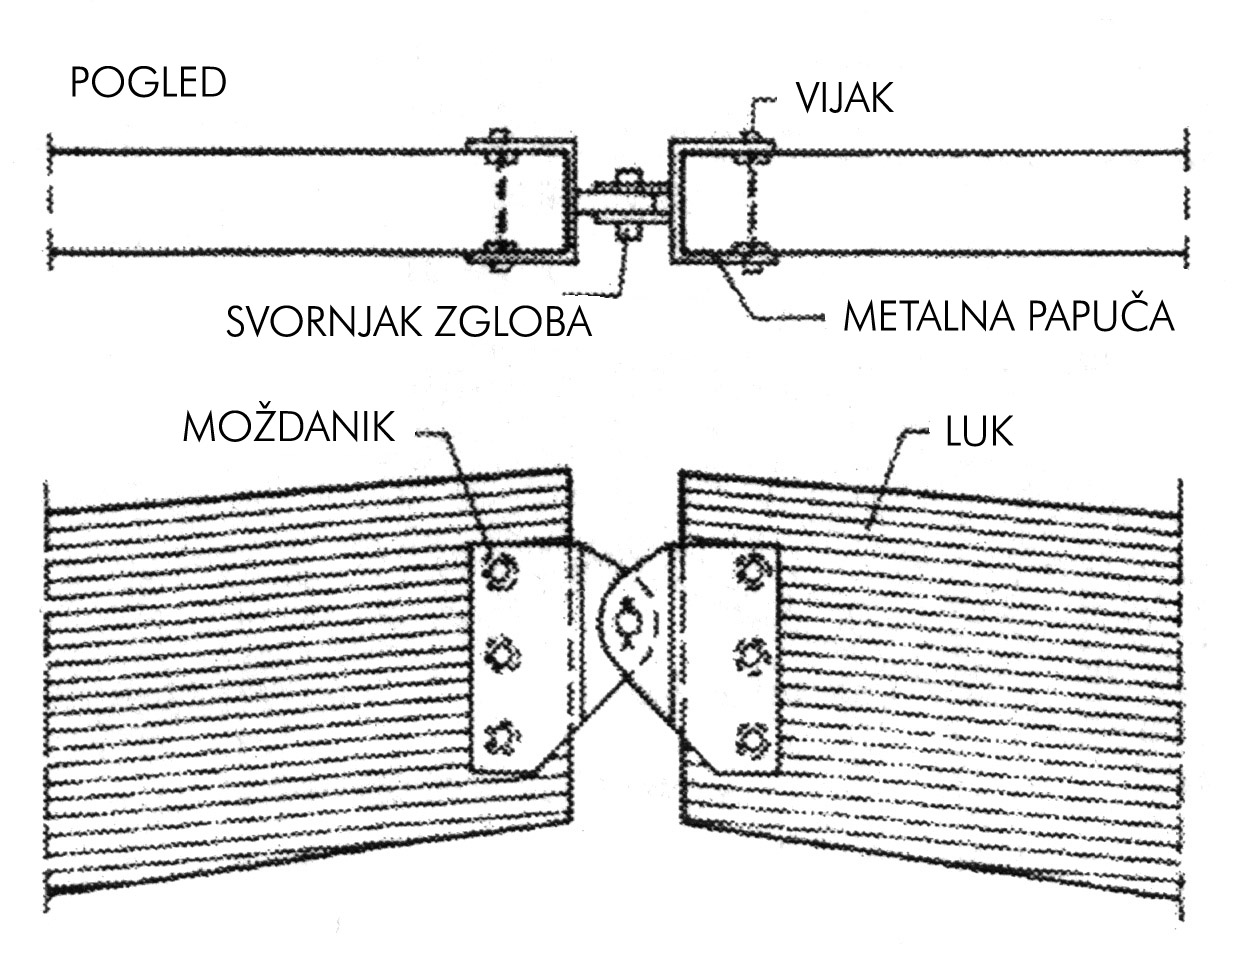 POGLED
VIJAK
SVORNJAK ZGLOBA
METALNA PAPUČA
MOŽDANIK
LUK